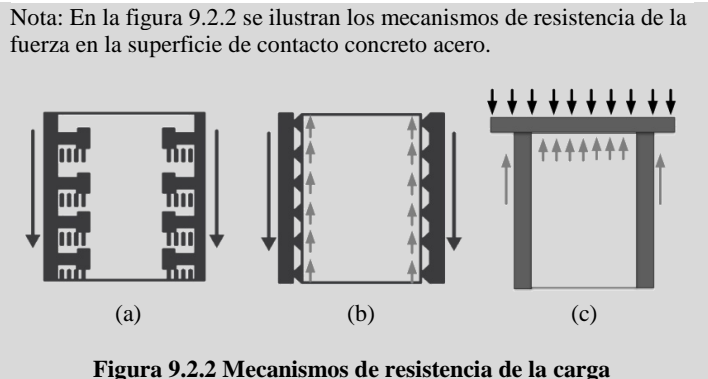 Nota: En la figura 9.2.2 se ilustran los mecanismos de resistencia de la
fuerza en la superficie de contacto concreto acero.
(a) (b) (c)
Figura 9.2.2 Mecanismos de resistencia de la carga